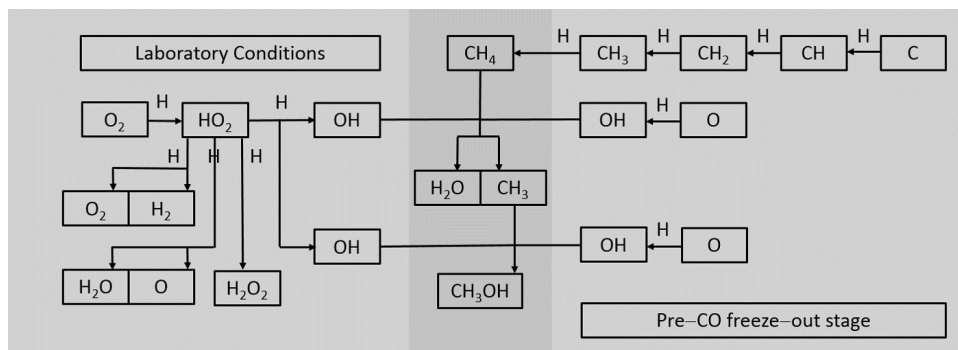 Laboratory Conditions
CH₄ H CH₃ H CH₂ H CH H C
O₂ H HO₂ H OH OH H O
H H H
O₂ H₂
H₂O CH₃
OH OH H O
H₂O O H₂O₂
CH₃OH
Pre–CO freeze–out stage